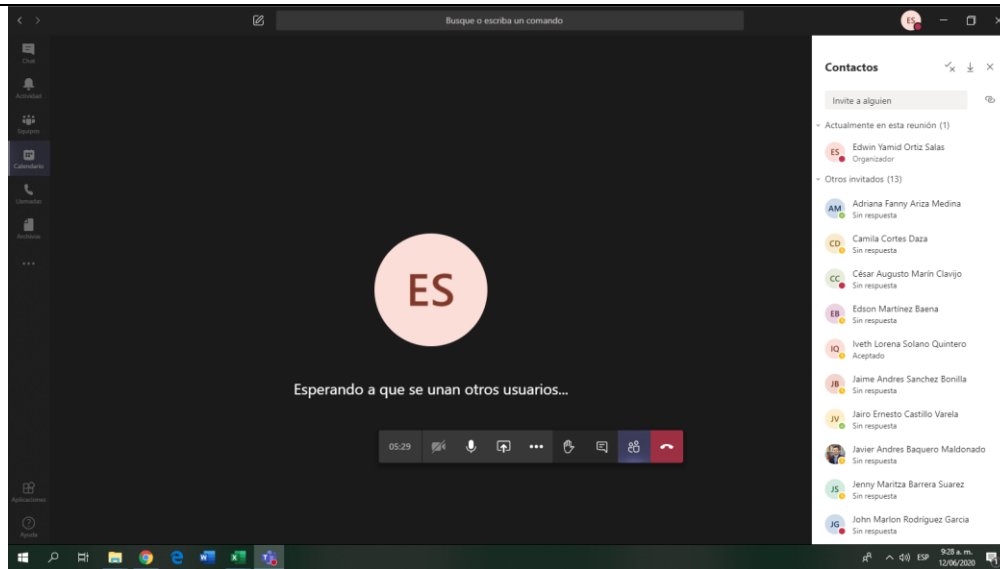 Busque o escriba un comando
ES
Chat
Actividad
Equipos
Calendario
Llamadas
Archivos
Aplicaciones
Ayuda
ES
Esperando a que se unan otros usuarios...
05:29
Contactos
Invite a alguien
Actualmente en esta reunión (1)
ES
Edwin Yamid Ortiz Salas
Organizador
Otros invitados (13)
AM
Adriana Fanny Ariza Medina
Sin respuesta
CD
Camila Cortes Daza
Sin respuesta
CC
César Augusto Marín Clavijo
Sin respuesta
EB
Edson Martínez Baena
Sin respuesta
IQ
Iveth Lorena Solano Quintero
Aceptado
JB
Jaime Andres Sanchez Bonilla
Sin respuesta
JV
Jairo Ernesto Castillo Varela
Sin respuesta
Javier Andres Baquero Maldonado
Sin respuesta
JS
Jenny Maritza Barrera Suarez
Sin respuesta
JG
John Marlon Rodríguez Garcia
Sin respuesta
ESP
9:28 a. m.
12/06/2020